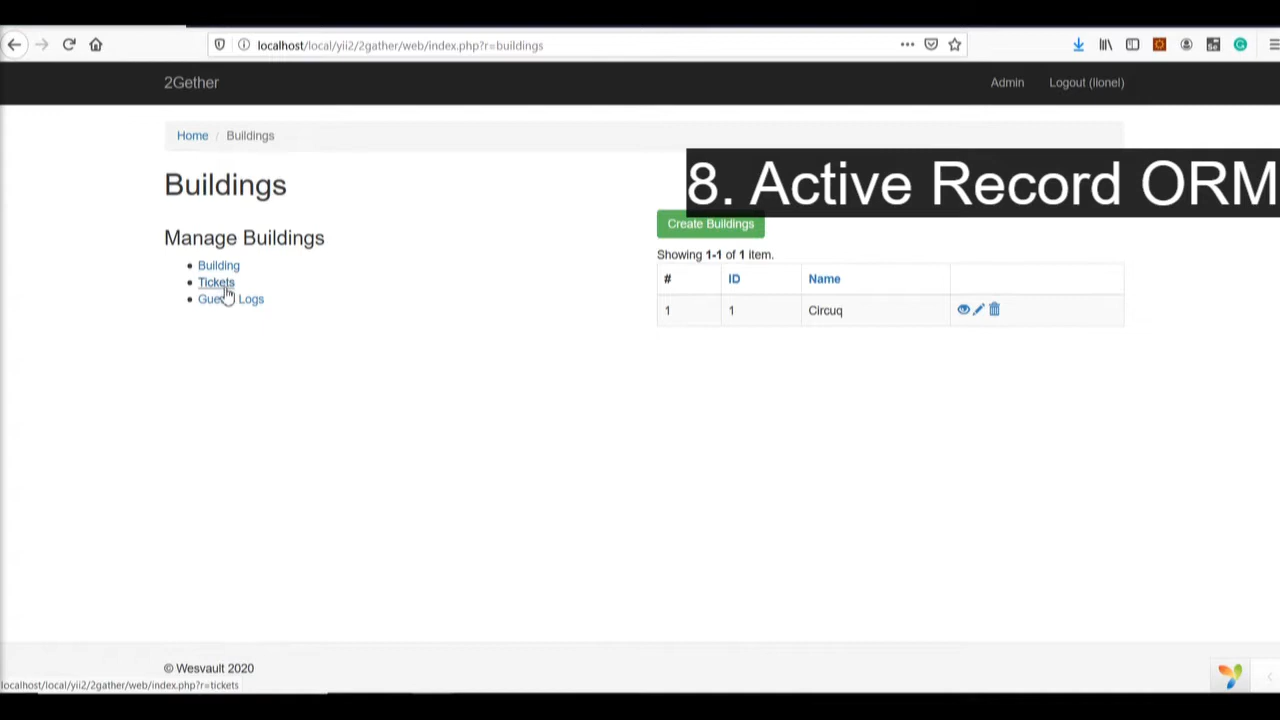 localhost/local/yii2/2gather/web/index.php?r=buildings
2Gether
Admin
Logout (lionel)
Home / Buildings
8. Active Record ORM
Buildings
Create Buildings
Manage Buildings
Showing 1-1 of 1 item.
Building
Tickets
Logs
# ID Name
1 1 Circuq
© Wesvault 2020
localhost/local/yii2/2gather/web/index.php?r=tickets